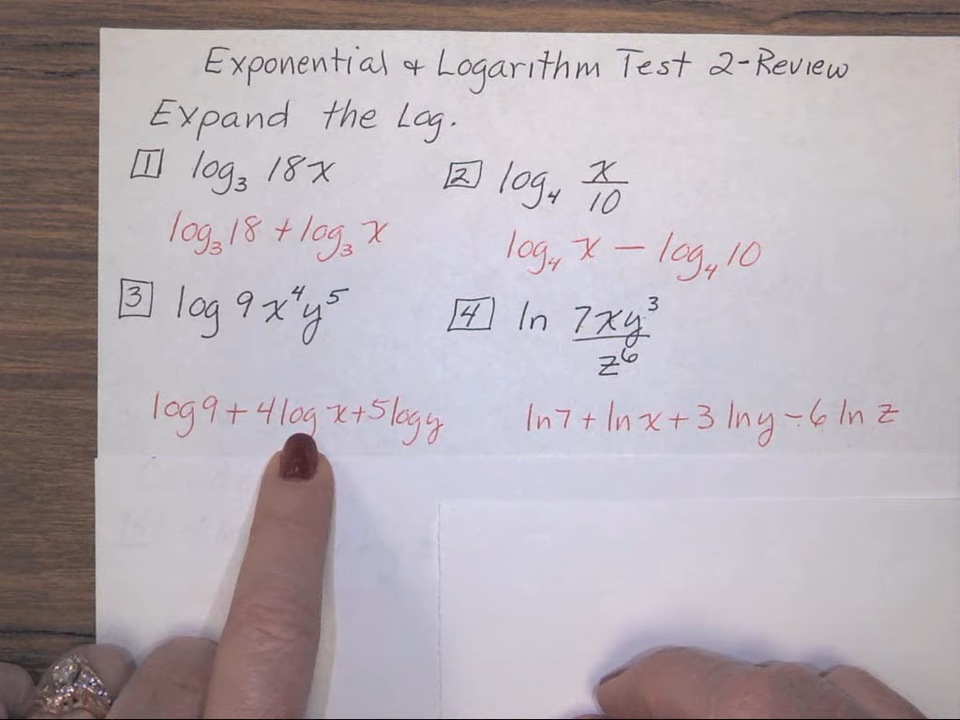 Exponential & Logarithm Test 2-Review
Expand the Log.
1 log₃ 18x
2 log₄ x/10
log₃ 18 + log₃ x
log₄ x − log₄ 10
3 log 9x⁴y⁵
4 ln 7xy³/z⁶
log 9 + 4 log x + 5 log y
ln 7 + ln x + 3 ln y − 6 ln z